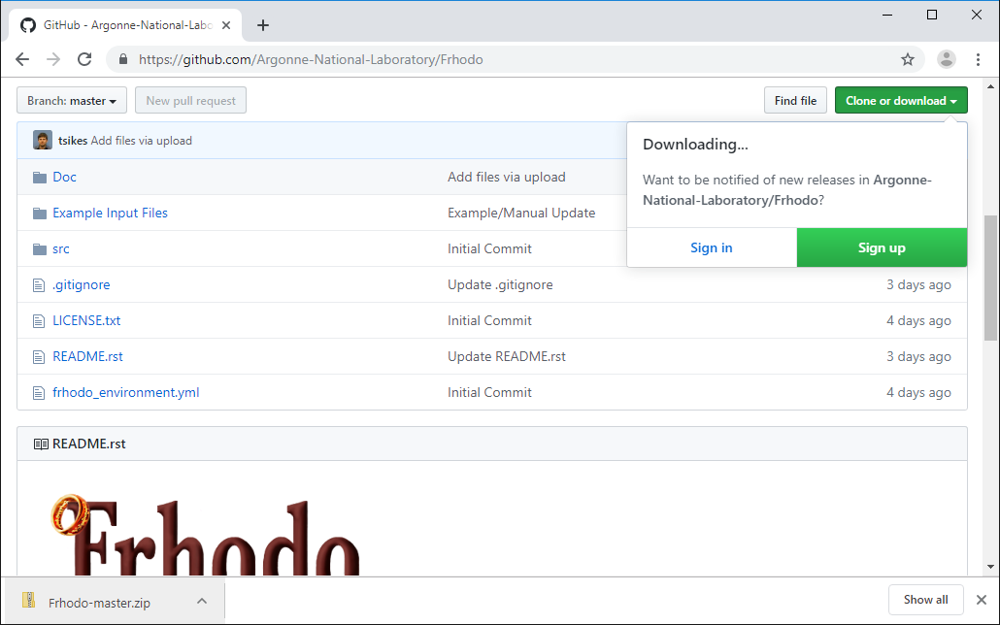 GitHub - Argonne-National-Labo
https://github.com/Argonne-National-Laboratory/Frhodo
Branch: master
New pull request
Find file
Clone or download
tsikes Add files via upload
Downloading...
Want to be notified of new releases in Argonne-
National-Laboratory/Frhodo?
Sign in
Sign up
Doc Add files via upload
Example Input Files Example/Manual Update
src Initial Commit
.gitignore Update .gitignore 3 days ago
LICENSE.txt Initial Commit 4 days ago
README.rst Update README.rst 3 days ago
frhodo_environment.yml Initial Commit 4 days ago
README.rst
Frhodo
Frhodo-master.zip
Show all